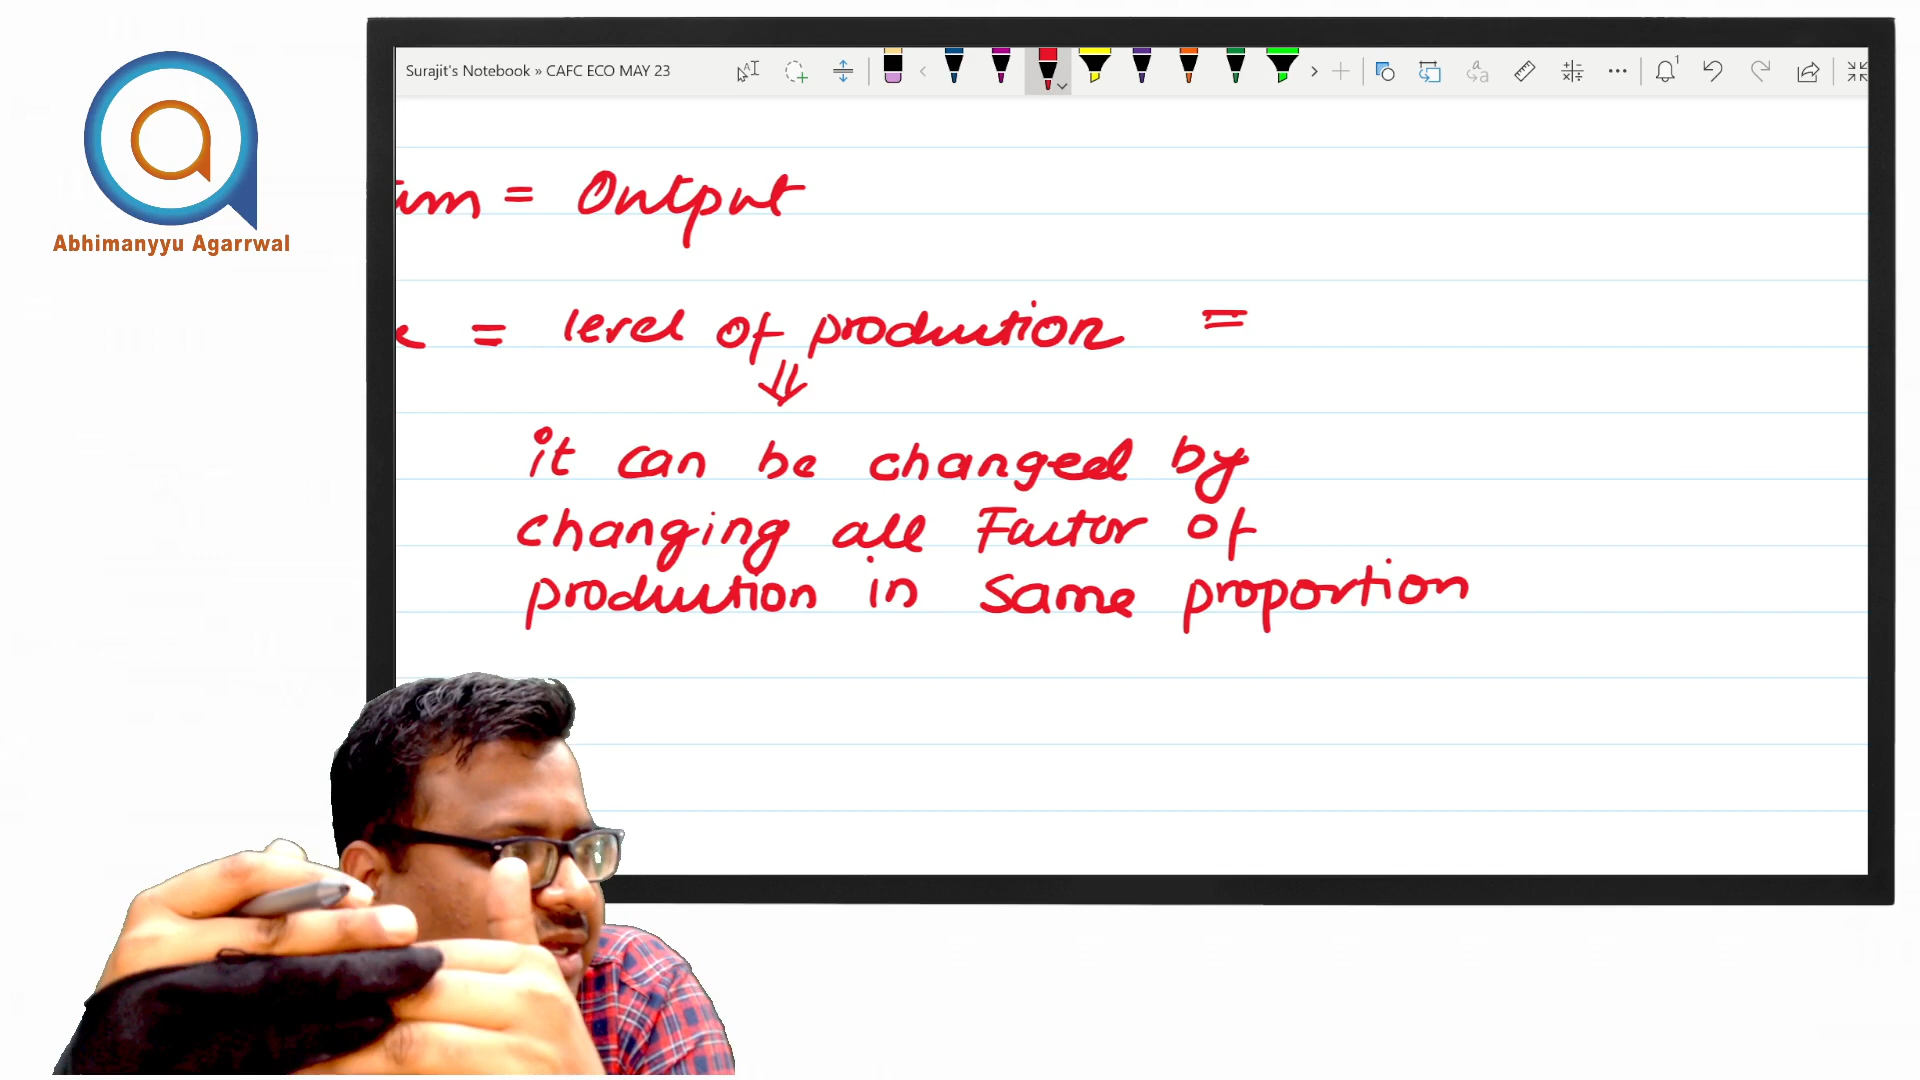 Abhimanyyu Agarrwal
Surajit's Notebook » CAFC ECO MAY 23
= Output
= level of production =
it can be changed by
changing all Factor of
production in same proportion